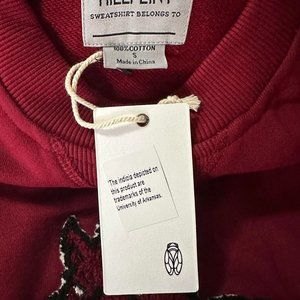 HILLFLINT
SWEATSHIRT BELONGS TO
100%COTTON
S
Made in China
"The indicia depicted on
this product are
trademarks of the
University of Arkansas.